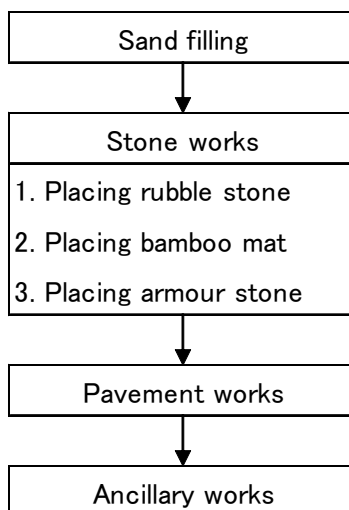 Sand filling
Stone works
1. Placing rubble stone
2. Placing bamboo mat
3. Placing armour stone
Pavement works
Ancillary works